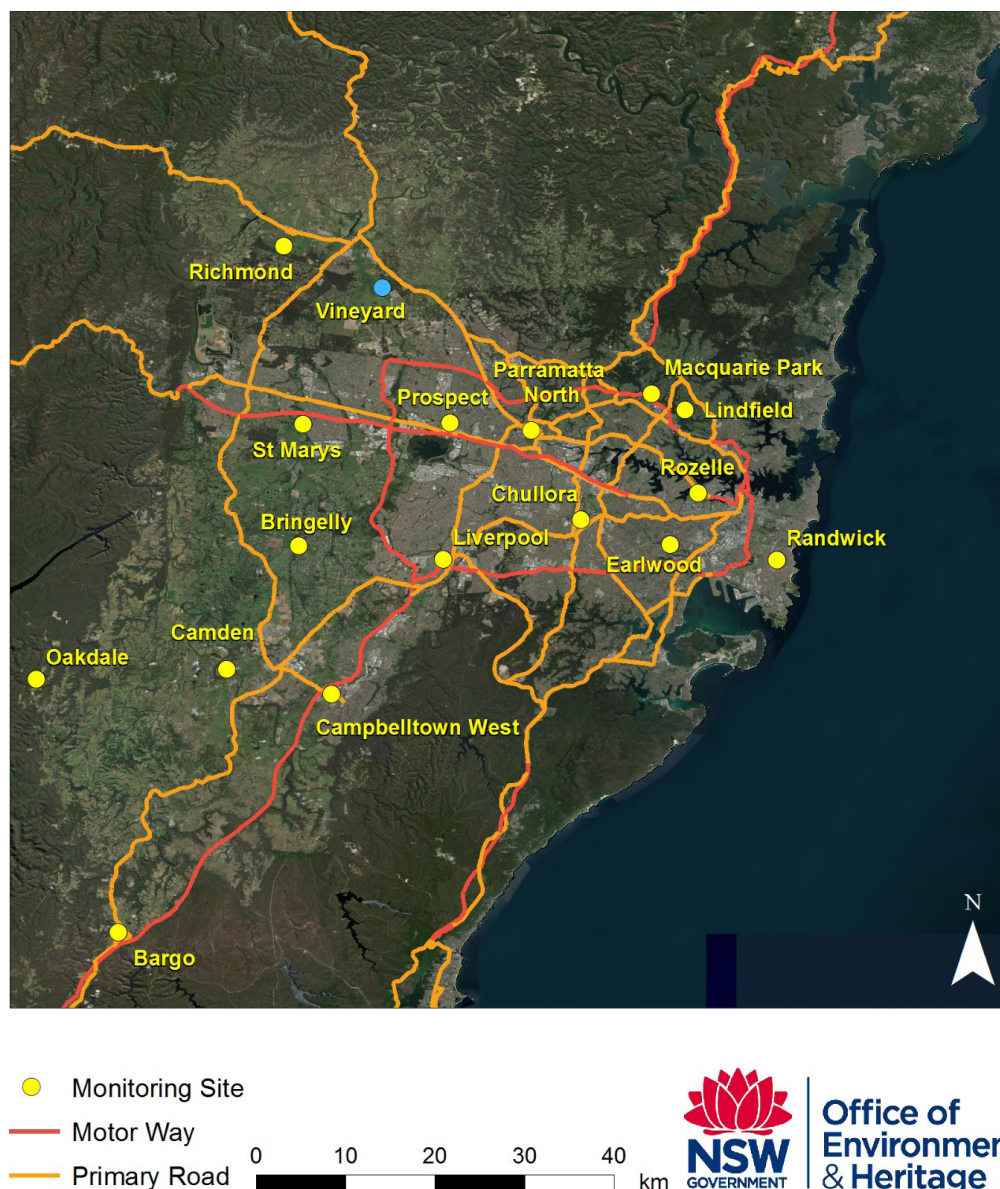 Richmond
Vineyard
Parramatta
North
Macquarie Park
Prospect
Lindfield
St Marys
Rozelle
Chullora
Bringelly
Liverpool
Earlwood
Randwick
Camden
Oakdale
Campbelltown West
Bargo
N
Monitoring Site
Motor Way
Primary Road
0 10 20 30 40
km
NSW
GOVERNMENT
Office of
Environmen
& Heritage